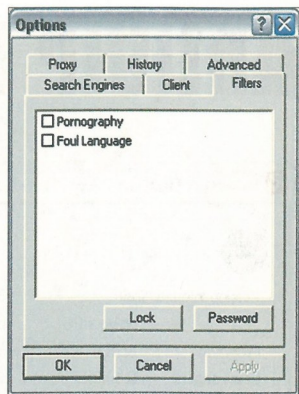 Options
Proxy History Advanced
Search Engines Client Filters
Pornography
Foul Language
Lock Password
OK Cancel Apply